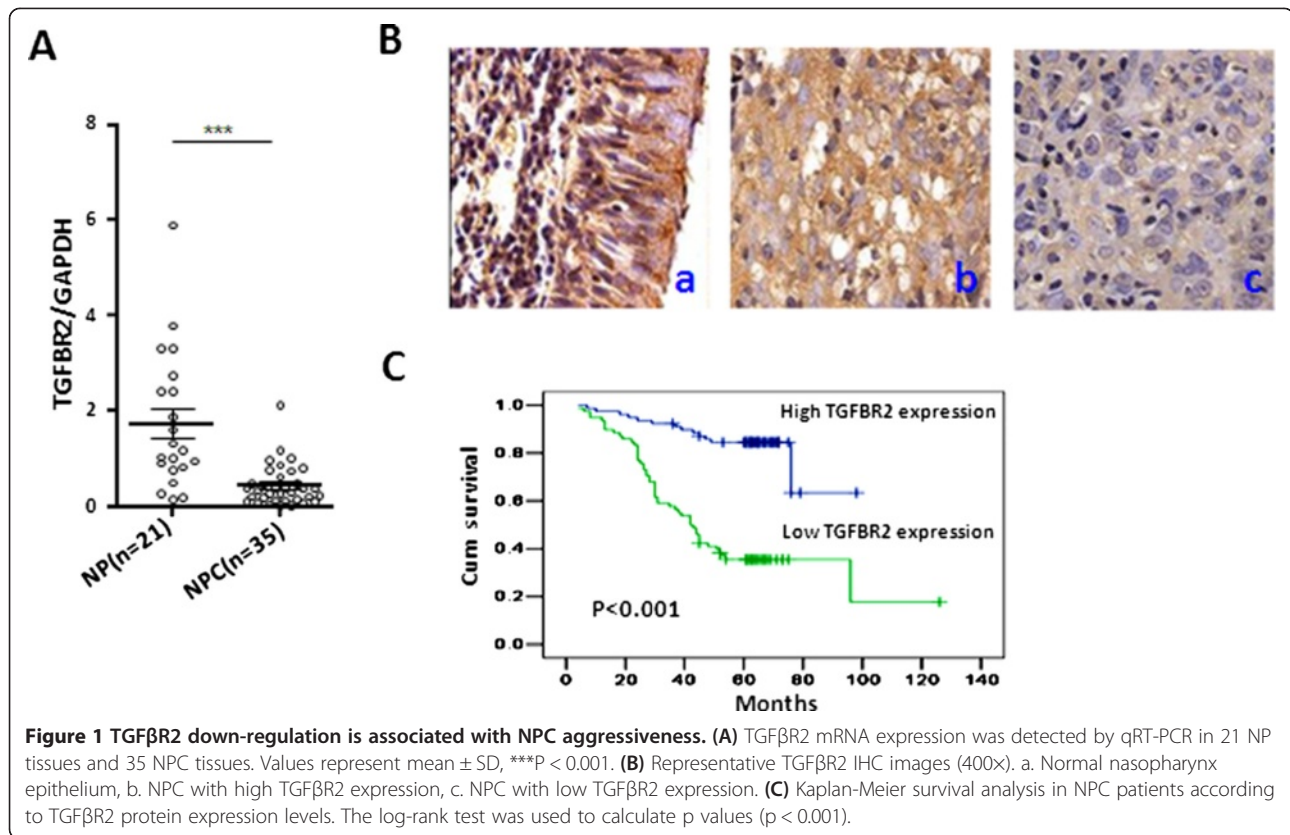 A
B
8
6
4
2
0
***
TGFBR2/GAPDH
NP(n=21)
NPC(n=35)
a
b
c
C
1.0
0.8
0.6
0.4
0.2
0.0
Cum survival
High TGFBR2 expression
Low TGFBR2 expression
P<0.001
0 20 40 60 80 100 120 140
Months
Figure 1 TGFβR2 down-regulation is associated with NPC aggressiveness. (A) TGFβR2 mRNA expression was detected by qRT-PCR in 21 NP
tissues and 35 NPC tissues. Values represent mean ± SD, ***P < 0.001. (B) Representative TGFβR2 IHC images (400×). a. Normal nasopharynx
epithelium, b. NPC with high TGFβR2 expression, c. NPC with low TGFβR2 expression. (C) Kaplan-Meier survival analysis in NPC patients according
to TGFβR2 protein expression levels. The log-rank test was used to calculate p values (p < 0.001).